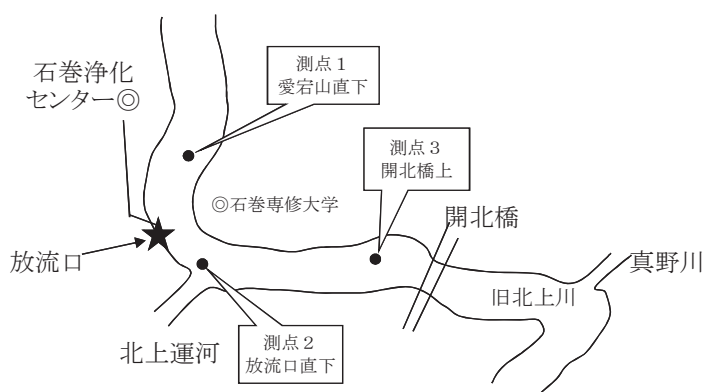 石巻浄化
センター◎
測点１
愛宕山直下
測点３
開北橋上
◎石巻専修大学
開北橋
放流口
真野川
旧北上川
北上運河
測点２
放流口直下